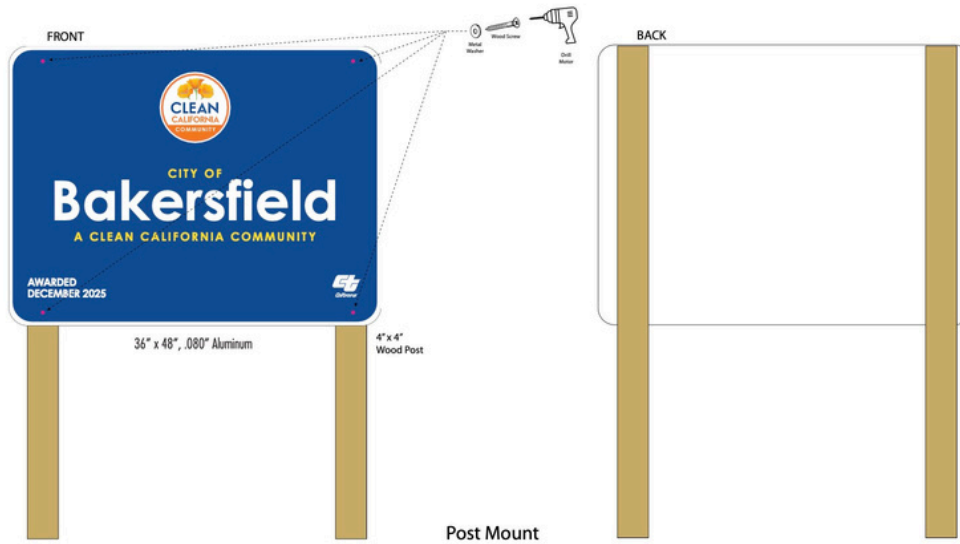 FRONT
Metal
Washer
Wood Screw
Drill
Motor
BACK
CLEAN
CALIFORNIA
COMMUNITY
CITY OF
Bakersfield
A CLEAN CALIFORNIA COMMUNITY
AWARDED
DECEMBER 2025
Caltrans
36" x 48", .080" Aluminum
4" x 4"
Wood Post
Post Mount